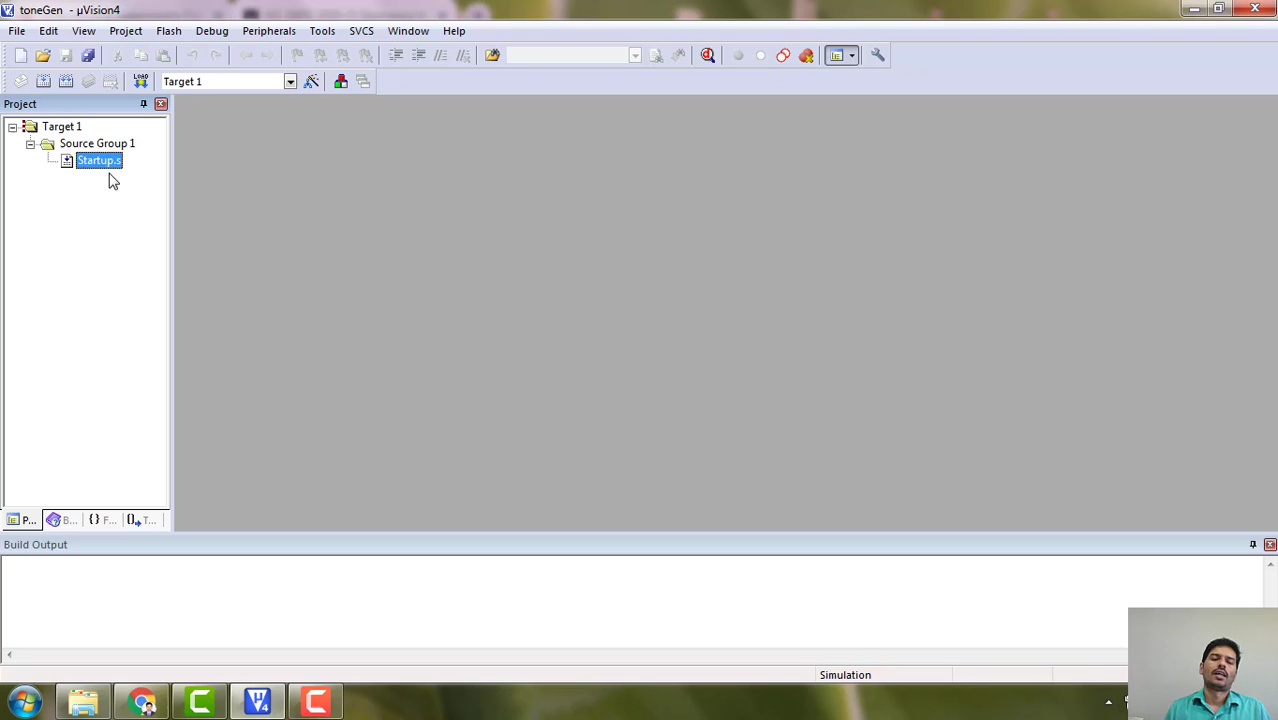 toneGen - µVision4
File Edit View Project Flash Debug Peripherals Tools SVCS Window Help
LOAD Target 1
Project
Target 1
Source Group 1
Startup.s
P... B... {} F... {} T...
Build Output
Simulation